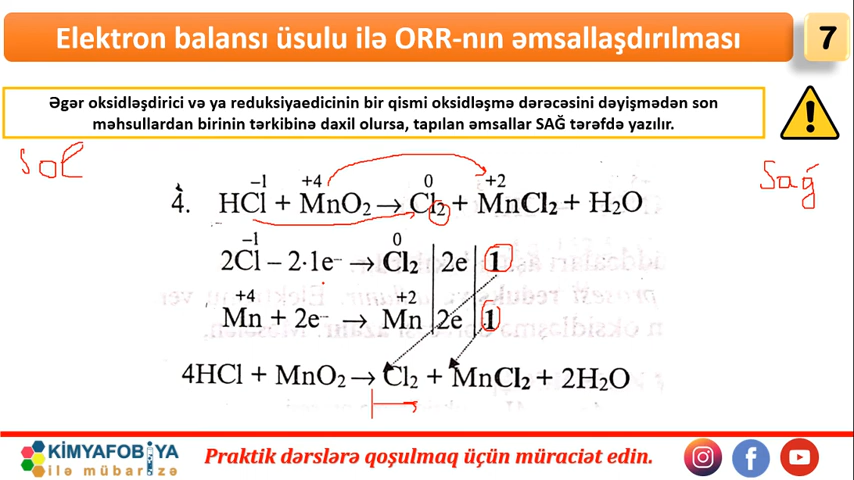 Elektron balansı üsulu ilə ORR-nın əmsallaşdırılması
7
Əgər oksidləşdirici və ya reduksiyaedicinin bir qismi oksidləşmə dərəcəsini dəyişmədən son
məhsullardan birinin tərkibinə daxil olursa, tapılan əmsallar SAĞ tərəfdə yazılır.
Sol
Sağ
−1 +4 0 +2
4. HCl + MnO₂ → Cl₂ + MnCl₂ + H₂O
−1 0
2Cl − 2·1e⁻ → Cl₂ | 2e | 1
+4 +2
Mn + 2e⁻ → Mn | 2e | 1
4HCl + MnO₂ → Cl₂ + MnCl₂ + 2H₂O
KİMYAFOBİYA
ilə mübarizə
Praktik dərslərə qoşulmaq üçün müraciət edin.